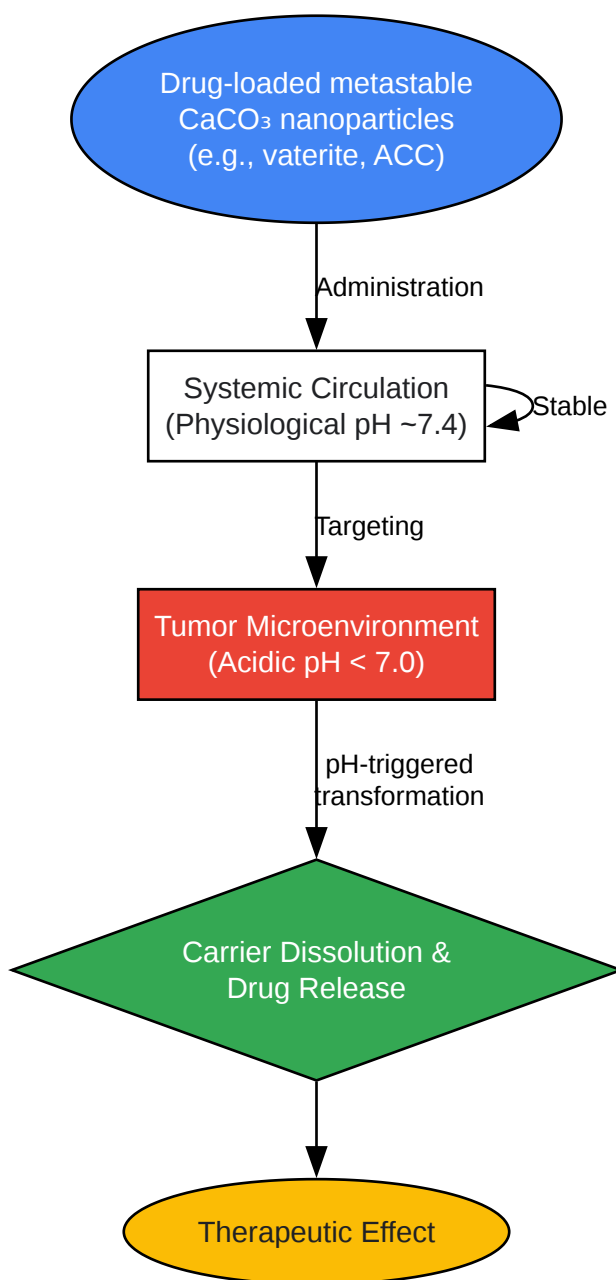 Drug-loaded metastable
CaCO₃ nanoparticles
(e.g., vaterite, ACC)
Administration
Systemic Circulation
(Physiological pH ~7.4)
Stable
Targeting
Tumor Microenvironment
(Acidic pH < 7.0)
pH-triggered
transformation
Carrier Dissolution &
Drug Release
Therapeutic Effect